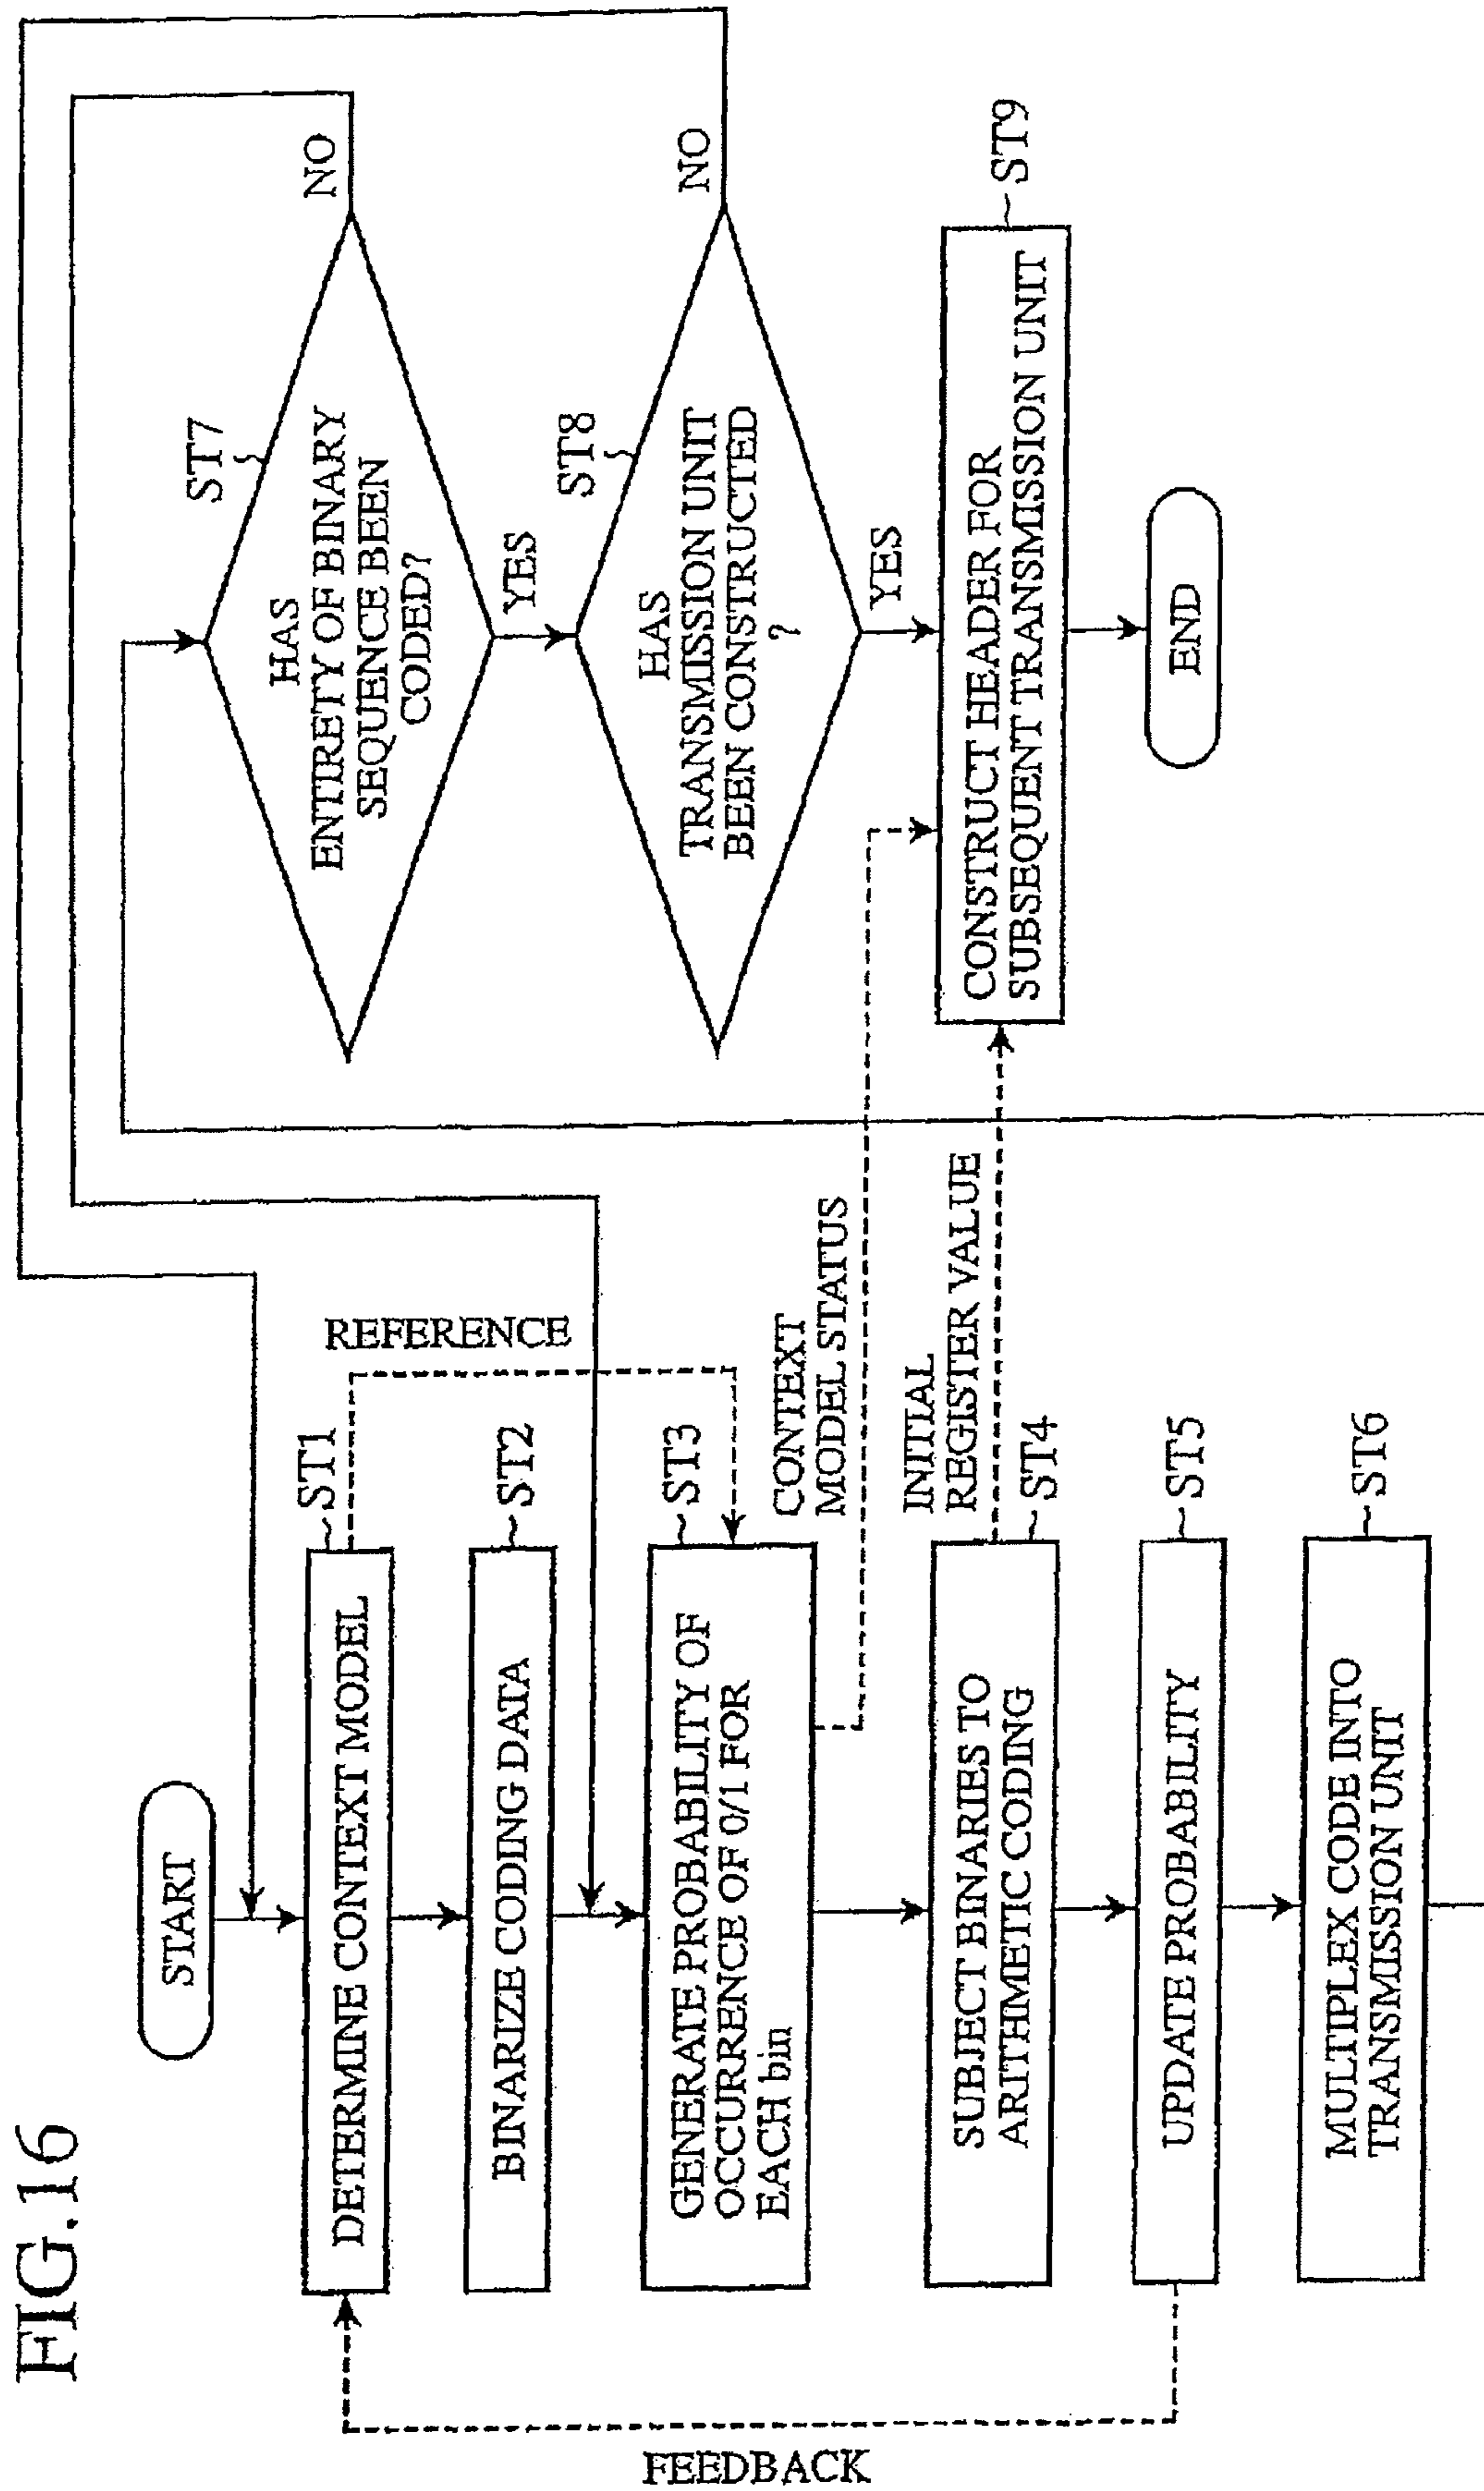 FIG.16
START
DETERMINE CONTEXT MODEL
ST1
REFERENCE
BINARIZE CODING DATA
ST2
GENERATE PROBABILITY OF
OCCURRENCE OF 0/1 FOR
EACH bin
ST3
CONTEXT
MODEL STATUS
SUBJECT BINARIES TO
ARITHMETIC CODING
ST4
INITIAL
REGISTER VALUE
UPDATE PROBABILITY
ST5
FEEDBACK
MULTIPLEX CODE INTO
TRANSMISSION UNIT
ST6
HAS
ENTIRETY OF BINARY
SEQUENCE BEEN
CODED?
ST7
NO
YES
HAS
TRANSMISSION UNIT
BEEN CONSTRUCTED
?
ST8
NO
YES
CONSTRUCT HEADER FOR
SUBSEQUENT TRANSMISSION UNIT
ST9
END